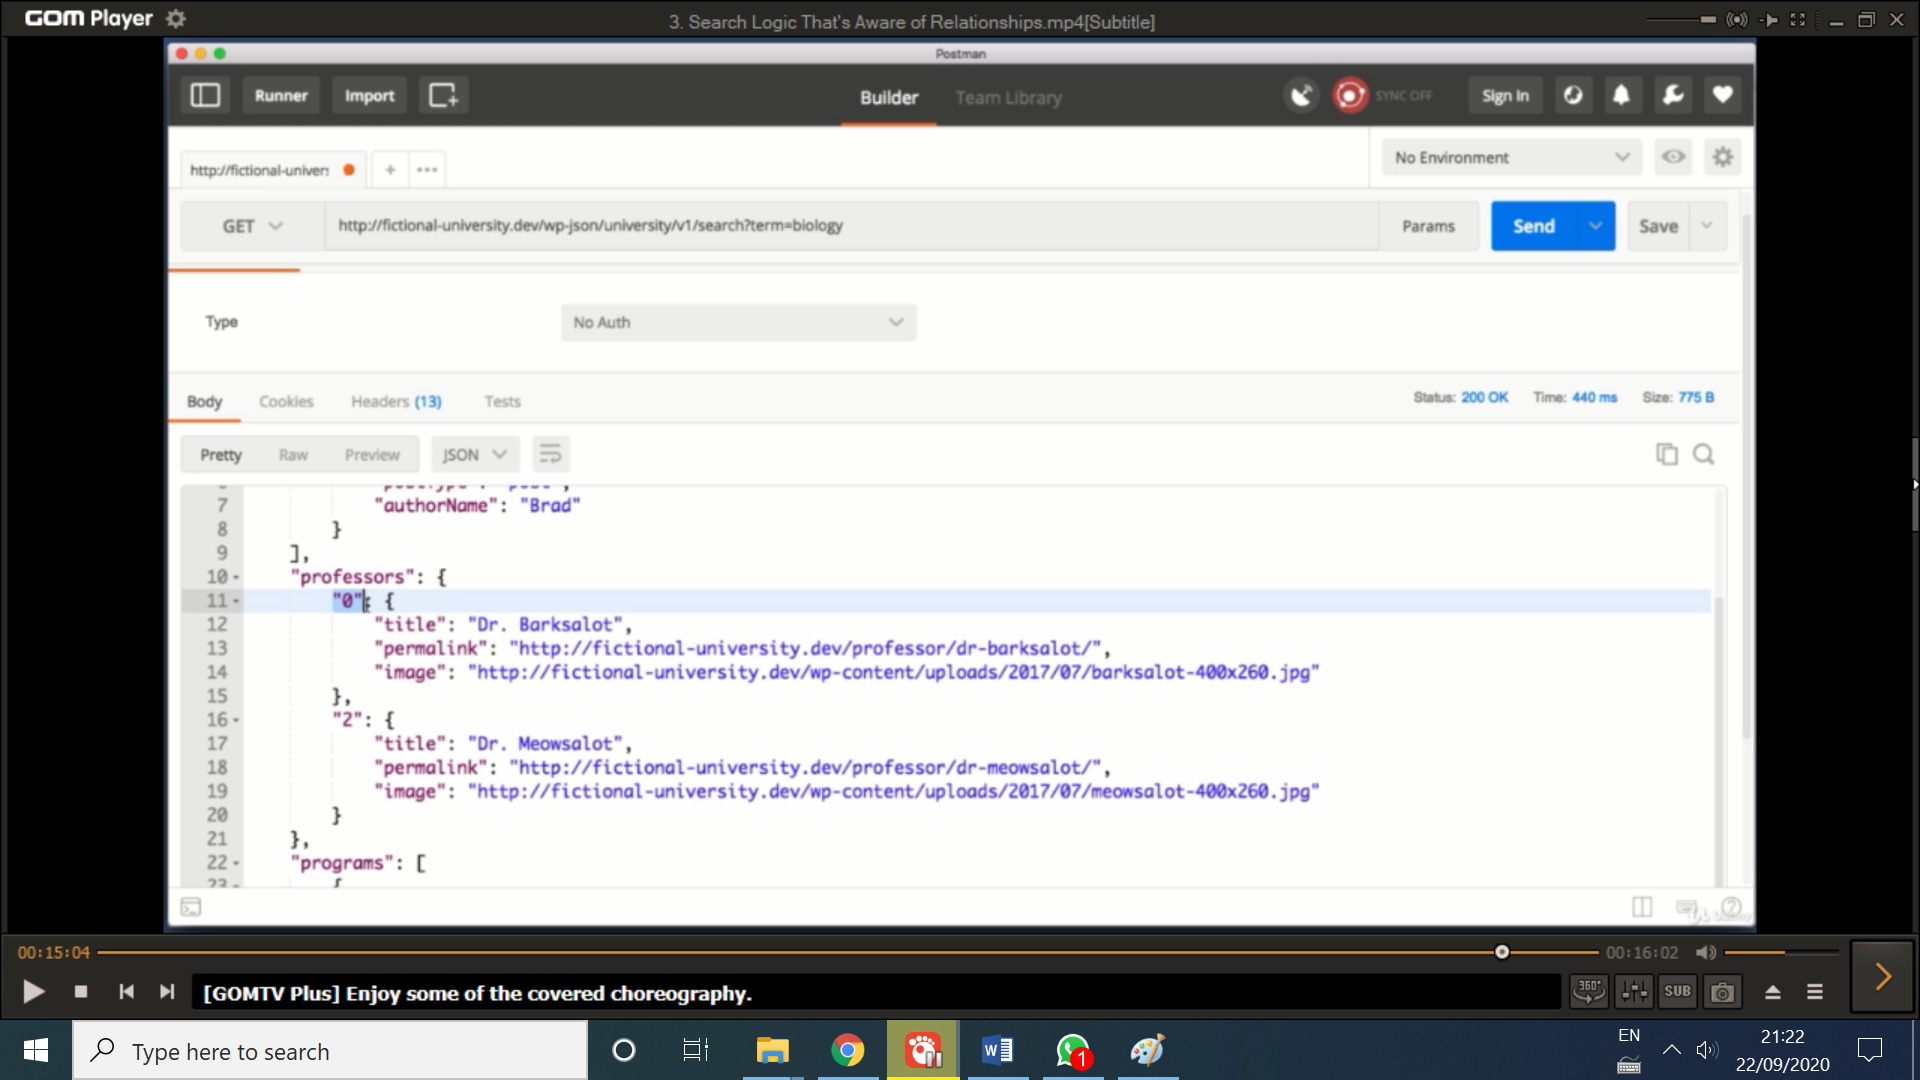 GOM Player
3. Search Logic That's Aware of Relationships.mp4[Subtitle]
Postman
Runner
Import
Builder
Team Library
SYNC OFF
Sign In
http://fictional-univer:
No Environment
GET
http://fictional-university.dev/wp-json/university/v1/search?term=biology
Params
Send
Save
Type
No Auth
Body
Cookies
Headers (13)
Tests
Status: 200 OK
Time: 440 ms
Size: 775 B
Pretty
Raw
Preview
JSON
7 "authorName": "Brad"
8 }
9 ],
10 "professors": {
11 "0": {
12 "title": "Dr. Barksalot",
13 "permalink": "http://fictional-university.dev/professor/dr-barksalot/",
14 "image": "http://fictional-university.dev/wp-content/uploads/2017/07/barksalot-400x260.jpg"
15 },
16 "2": {
17 "title": "Dr. Meowsalot",
18 "permalink": "http://fictional-university.dev/professor/dr-meowsalot/",
19 "image": "http://fictional-university.dev/wp-content/uploads/2017/07/meowsalot-400x260.jpg"
20 }
21 },
22 "programs": [
23 {
00:15:04
00:16:02
[GOMTV Plus] Enjoy some of the covered choreography.
360°
SUB
Type here to search
1
EN
21:22
22/09/2020